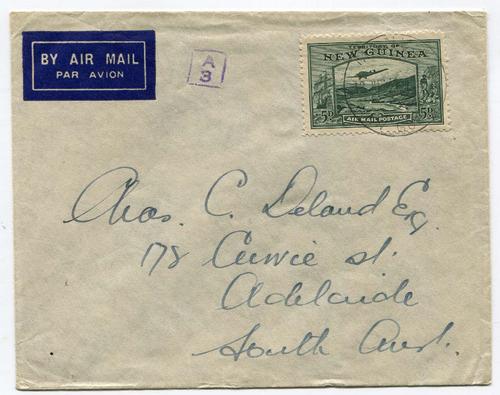 BY AIR MAIL
PAR AVION
A
3
TERRITORY OF
NEW GUINEA
5D
AIR MAIL POSTAGE
5D
Chas. C. Deland Esq
178 Currie st.
Adelaide
South Aust.